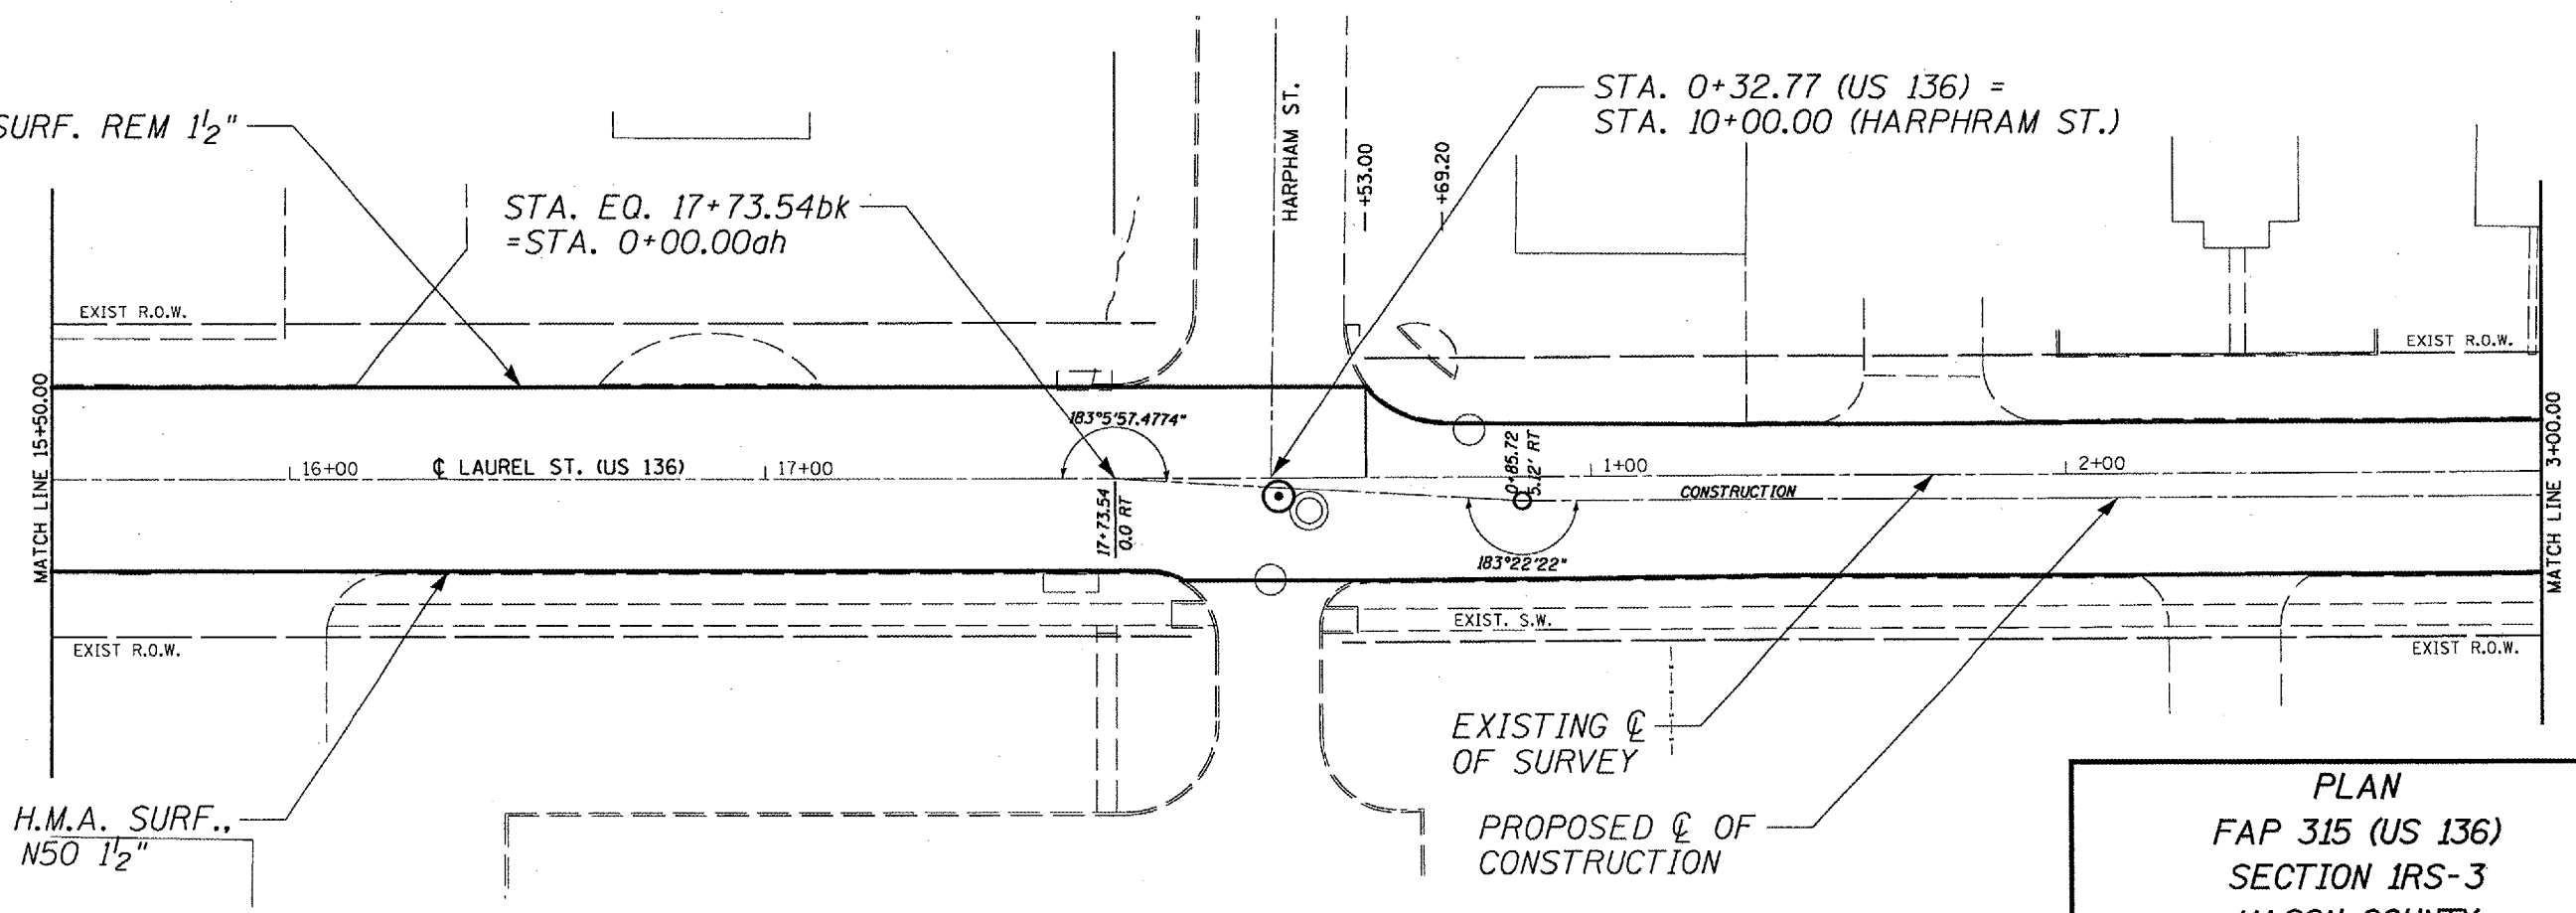 SURF. REM 1½"
STA. EQ. 17+73.54bk
=STA. 0+00.00ah
HARPHAM ST.
+53.00
+69.20
STA. 0+32.77 (US 136) =
STA. 10+00.00 (HARPHRAM ST.)
EXIST R.O.W.
EXIST R.O.W.
MATCH LINE 15+50.00
183°5'57.4774"
16+00
℄ LAUREL ST. (US 136)
17+00
17+73.54
0.0 RT
0+85.72
5.12' RT
1+00
2+00
CONSTRUCTION
183°22'22"
MATCH LINE 3+00.00
EXIST. S.W.
EXIST R.O.W.
EXIST R.O.W.
EXISTING ℄
OF SURVEY
PROPOSED ℄ OF
CONSTRUCTION
H.M.A. SURF.,
N50 1½"
PLAN
FAP 315 (US 136)
SECTION 1RS-3
MASON COUNTY